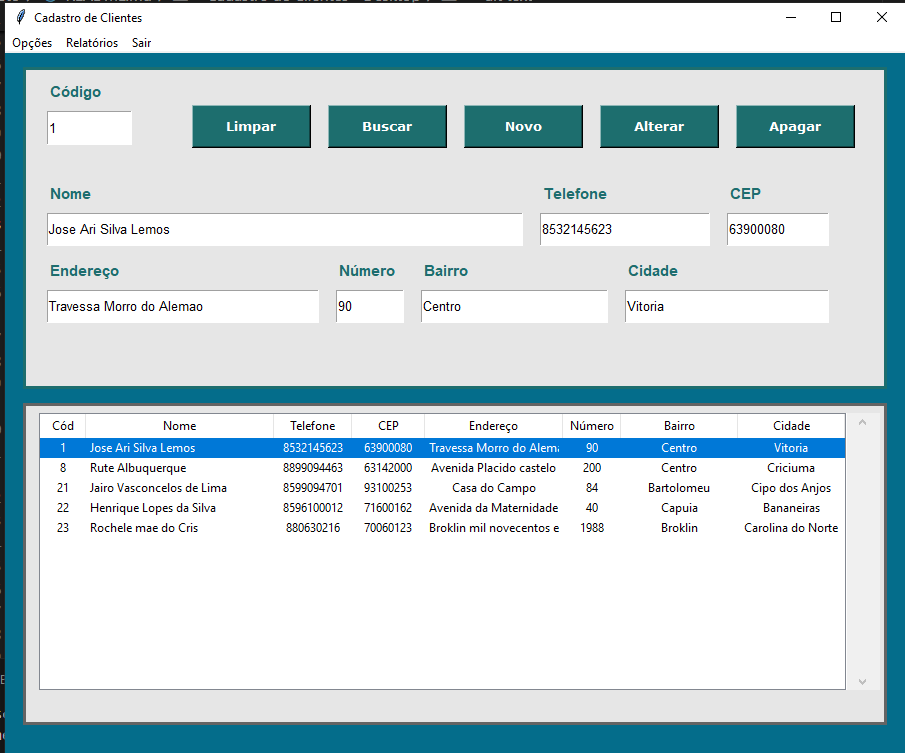 Cadastro de Clientes
Opções Relatórios Sair
Código
1 Limpar Buscar Novo Alterar Apagar
Nome Telefone CEP
Jose Ari Silva Lemos 8532145623 63900080
Endereço Número Bairro Cidade
Travessa Morro do Alemao 90 Centro Vitoria
Cód Nome Telefone CEP Endereço Número Bairro Cidade
1 Jose Ari Silva Lemos 8532145623 63900080 Travessa Morro do Alema 90 Centro Vitoria
8 Rute Albuquerque 8899094463 63142000 Avenida Placido castelo 200 Centro Criciuma
21 Jairo Vasconcelos de Lima 8599094701 93100253 Casa do Campo 84 Bartolomeu Cipo dos Anjos
22 Henrique Lopes da Silva 8596100012 71600162 Avenida da Maternidade 40 Capuia Bananeiras
23 Rochele mae do Cris 880630216 70060123 Broklin mil novecentos e 1988 Broklin Carolina do Norte